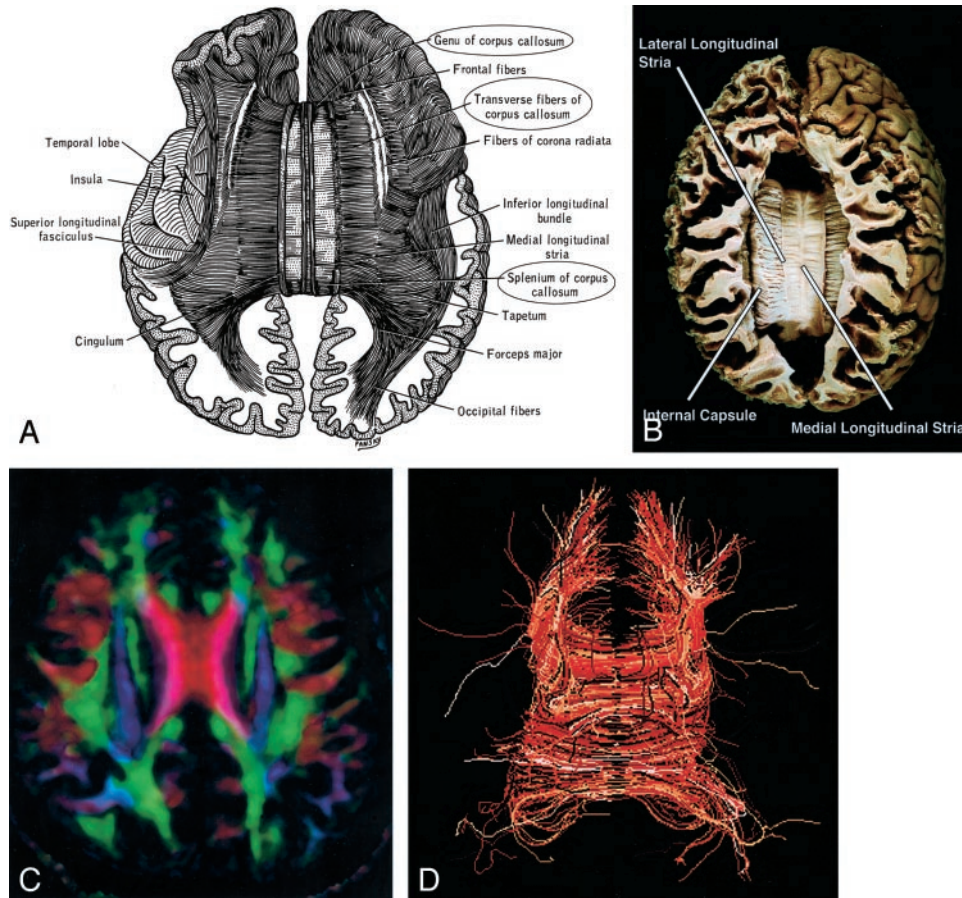 Genu of corpus callosum
Frontal fibers
Transverse fibers of
corpus callosum
Fibers of corona radiata
Temporal lobe
Insula
Superior longitudinal
fasciculus
Inferior longitudinal
bundle
Medial longitudinal
stria
Splenium of corpus
callosum
Cingulum
Tapetum
Forceps major
Occipital fibers
PANSKY
A
Lateral Longitudinal
Stria
Internal Capsule
Medial Longitudinal Stria
B
C
D